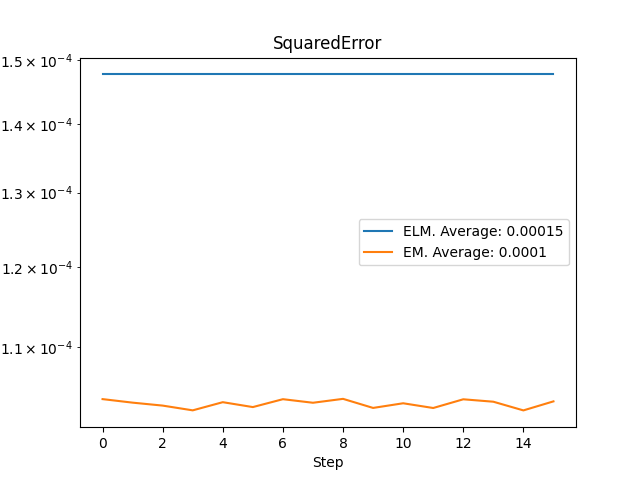 SquaredError
1.5 × 10⁻⁴
1.4 × 10⁻⁴
1.3 × 10⁻⁴
1.2 × 10⁻⁴
1.1 × 10⁻⁴
ELM. Average: 0.00015
EM. Average: 0.0001
0 2 4 6 8 10 12 14
Step